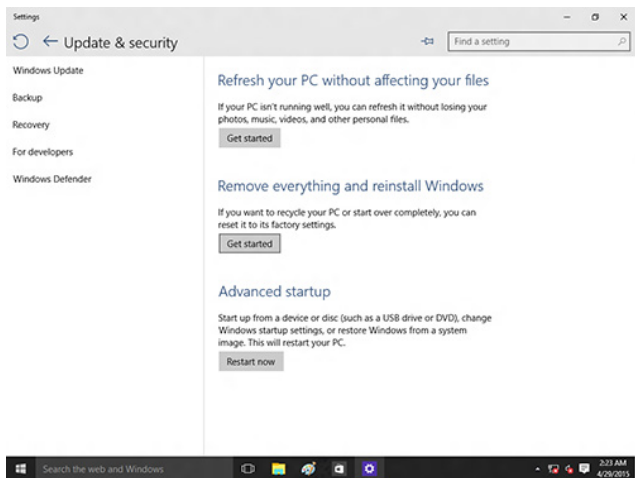 Settings
Update & security
Find a setting
Windows Update
Backup
Recovery
For developers
Windows Defender
Refresh your PC without affecting your files
If your PC isn't running well, you can refresh it without losing your
photos, music, videos, and other personal files.
Get started
Remove everything and reinstall Windows
If you want to recycle your PC or start over completely, you can
reset it to its factory settings.
Get started
Advanced startup
Start up from a device or disc (such as a USB drive or DVD), change
Windows startup settings, or restore Windows from a system
image. This will restart your PC.
Restart now
Search the web and Windows
2:23 AM
4/29/2015